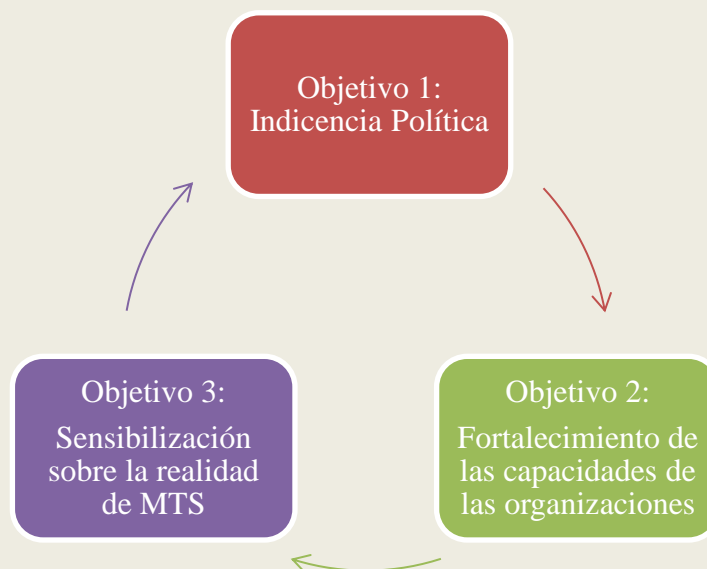 Objetivo 1:
Indicencia Política
Objetivo 3:
Sensibilización
sobre la realidad
de MTS
Objetivo 2:
Fortalecimiento de
las capacidades de
las organizaciones